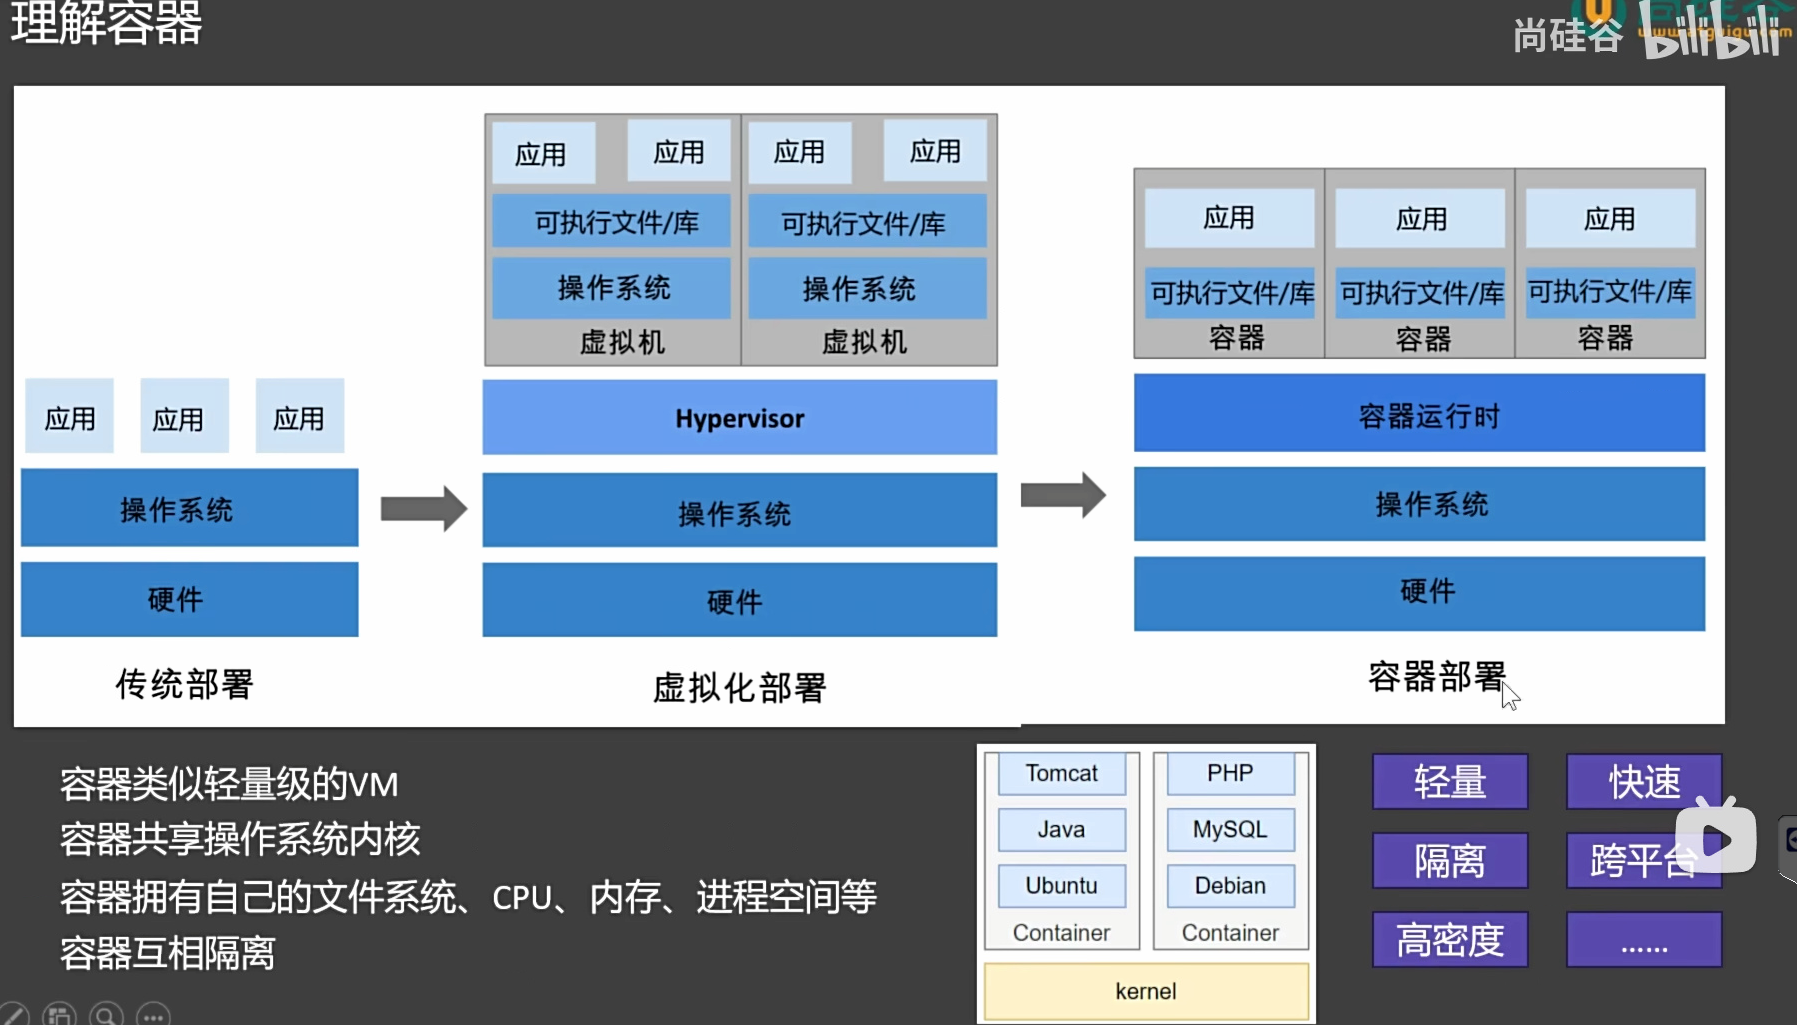 理解容器
尚硅谷 bilibili
应用 应用 应用 应用
可执行文件/库 可执行文件/库
操作系统 操作系统
虚拟机 虚拟机
应用 应用 应用
可执行文件/库 可执行文件/库 可执行文件/库
容器 容器 容器
应用 应用 应用
Hypervisor
容器运行时
操作系统
操作系统
操作系统
硬件
硬件
硬件
传统部署
虚拟化部署
容器部署
容器类似轻量级的VM
容器共享操作系统内核
容器拥有自己的文件系统、CPU、内存、进程空间等
容器互相隔离
Tomcat
Java
Ubuntu
Container
PHP
MySQL
Debian
Container
kernel
轻量 快速
隔离 跨平台
高密度 ......